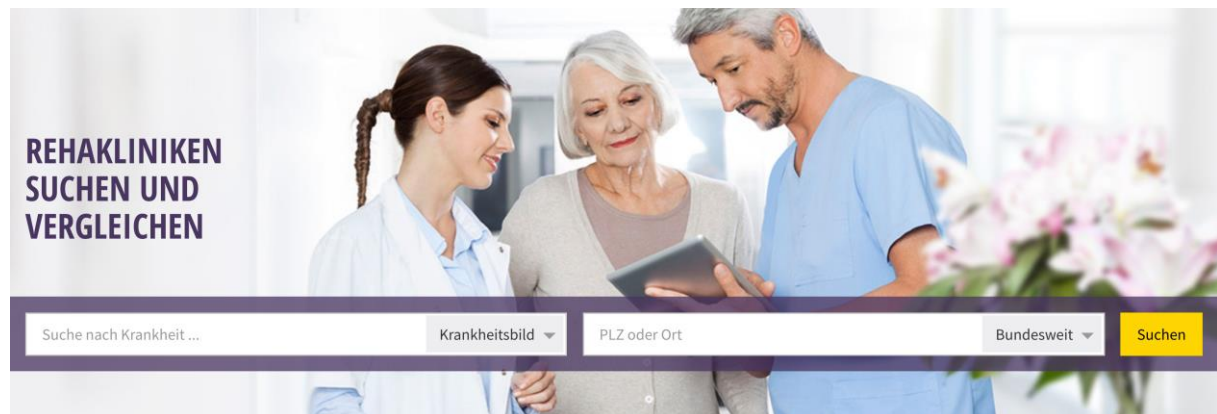 REHAKLINIKEN
SUCHEN UND
VERGLEICHEN
Suche nach Krankheit ... Krankheitsbild PLZ oder Ort Bundesweit Suchen